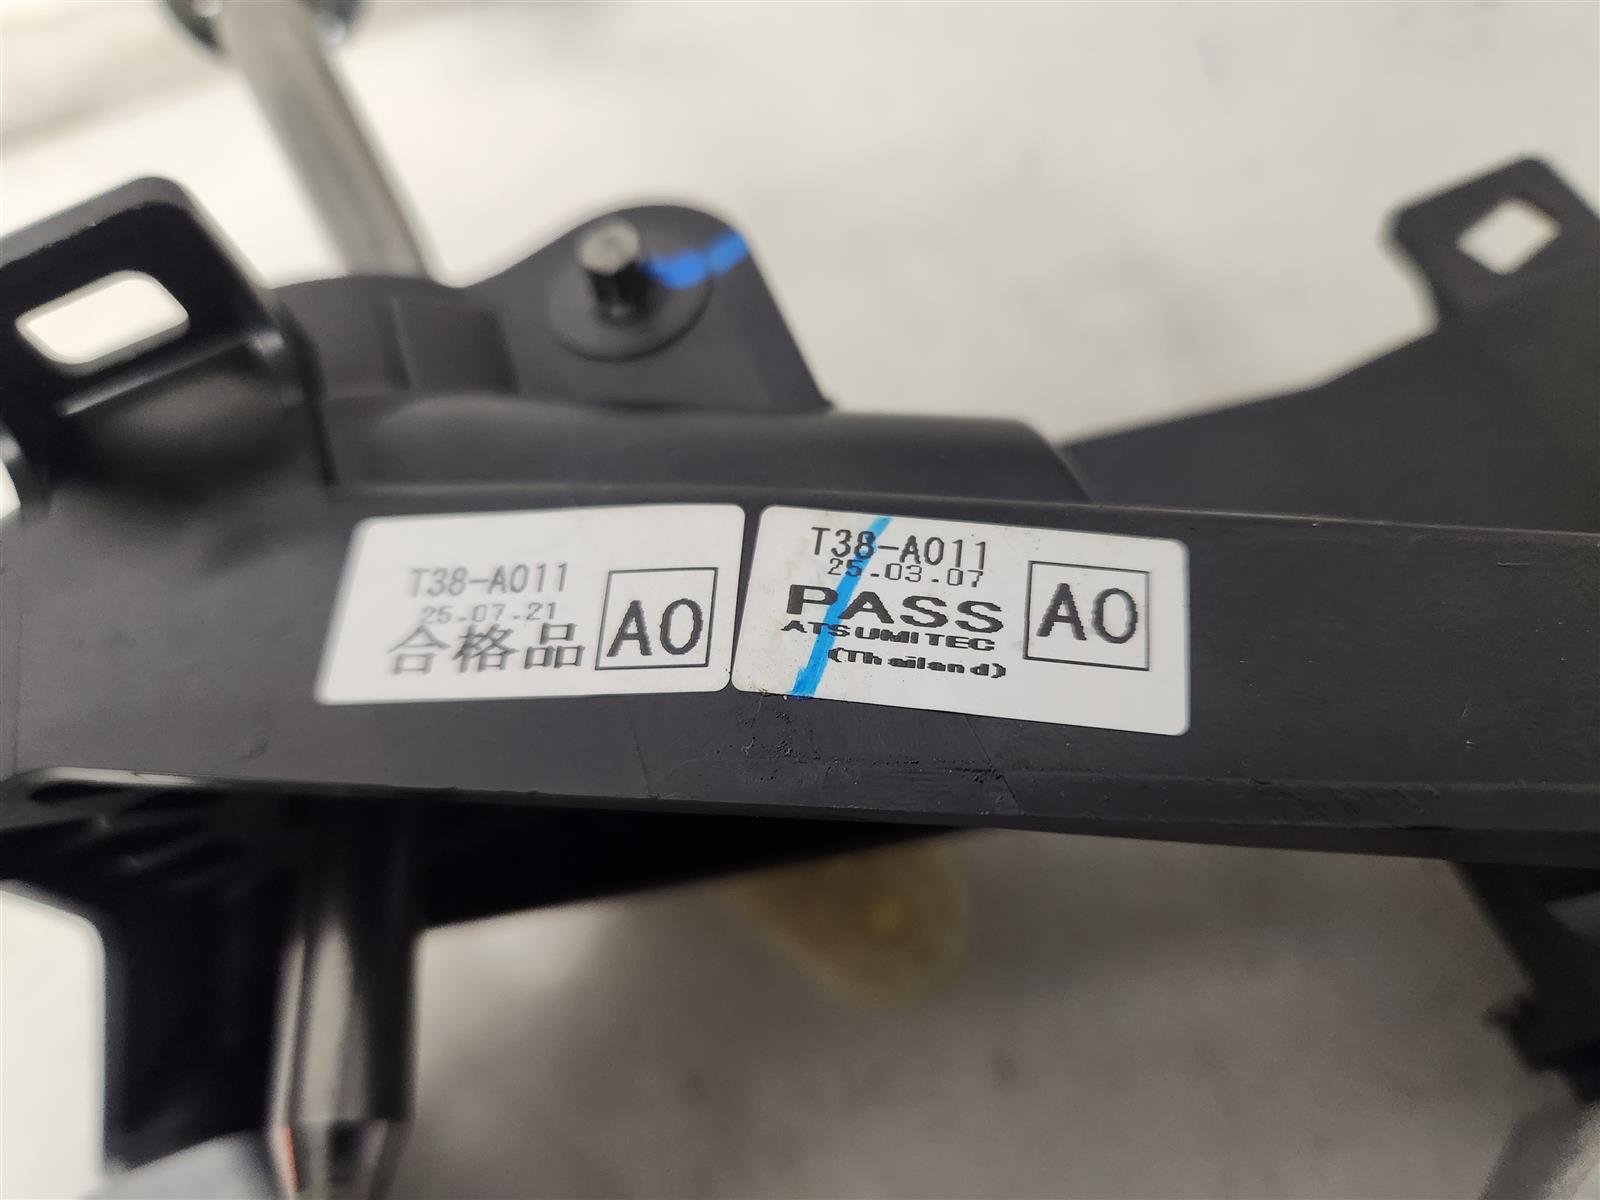 T38-A011
25.07.21
合格品
A0
T38-A011
25.03.07
PASS
ATSUMITEC
(Thailand)
A0